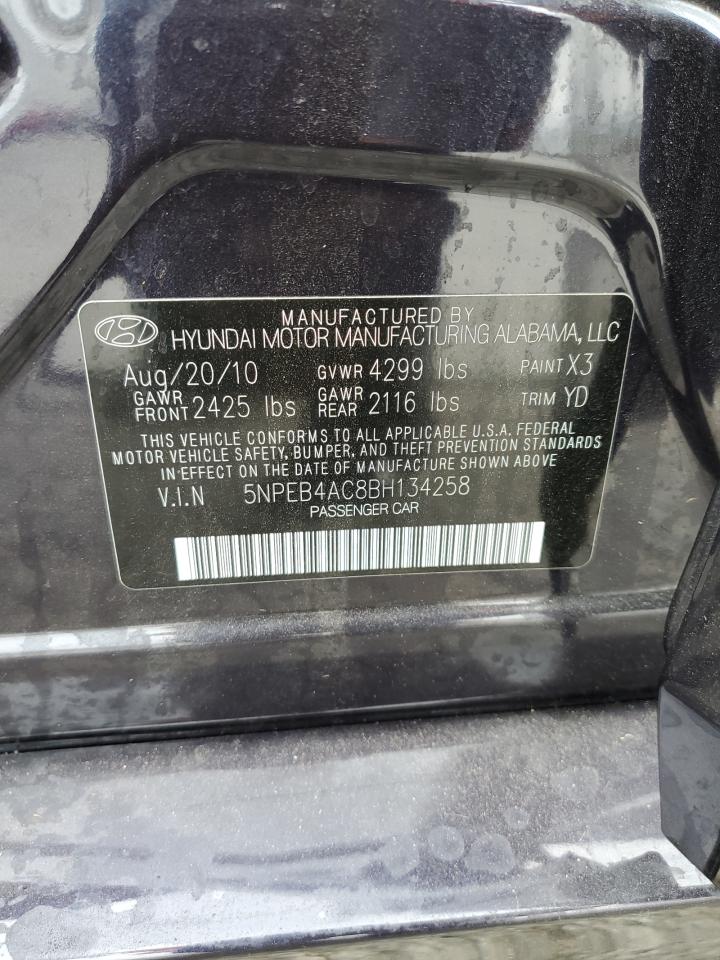 MANUFACTURED BY
HYUNDAI MOTOR MANUFACTURING ALABAMA, LLC
Aug/20/10 GVWR 4299 lbs PAINT X3
GAWR FRONT 2425 lbs GAWR REAR 2116 lbs TRIM YD
THIS VEHICLE CONFORMS TO ALL APPLICABLE U.S.A. FEDERAL
MOTOR VEHICLE SAFETY, BUMPER, AND THEFT PREVENTION STANDARDS
IN EFFECT ON THE DATE OF MANUFACTURE SHOWN ABOVE.
V.I.N 5NPEB4AC8BH134258
PASSENGER CAR